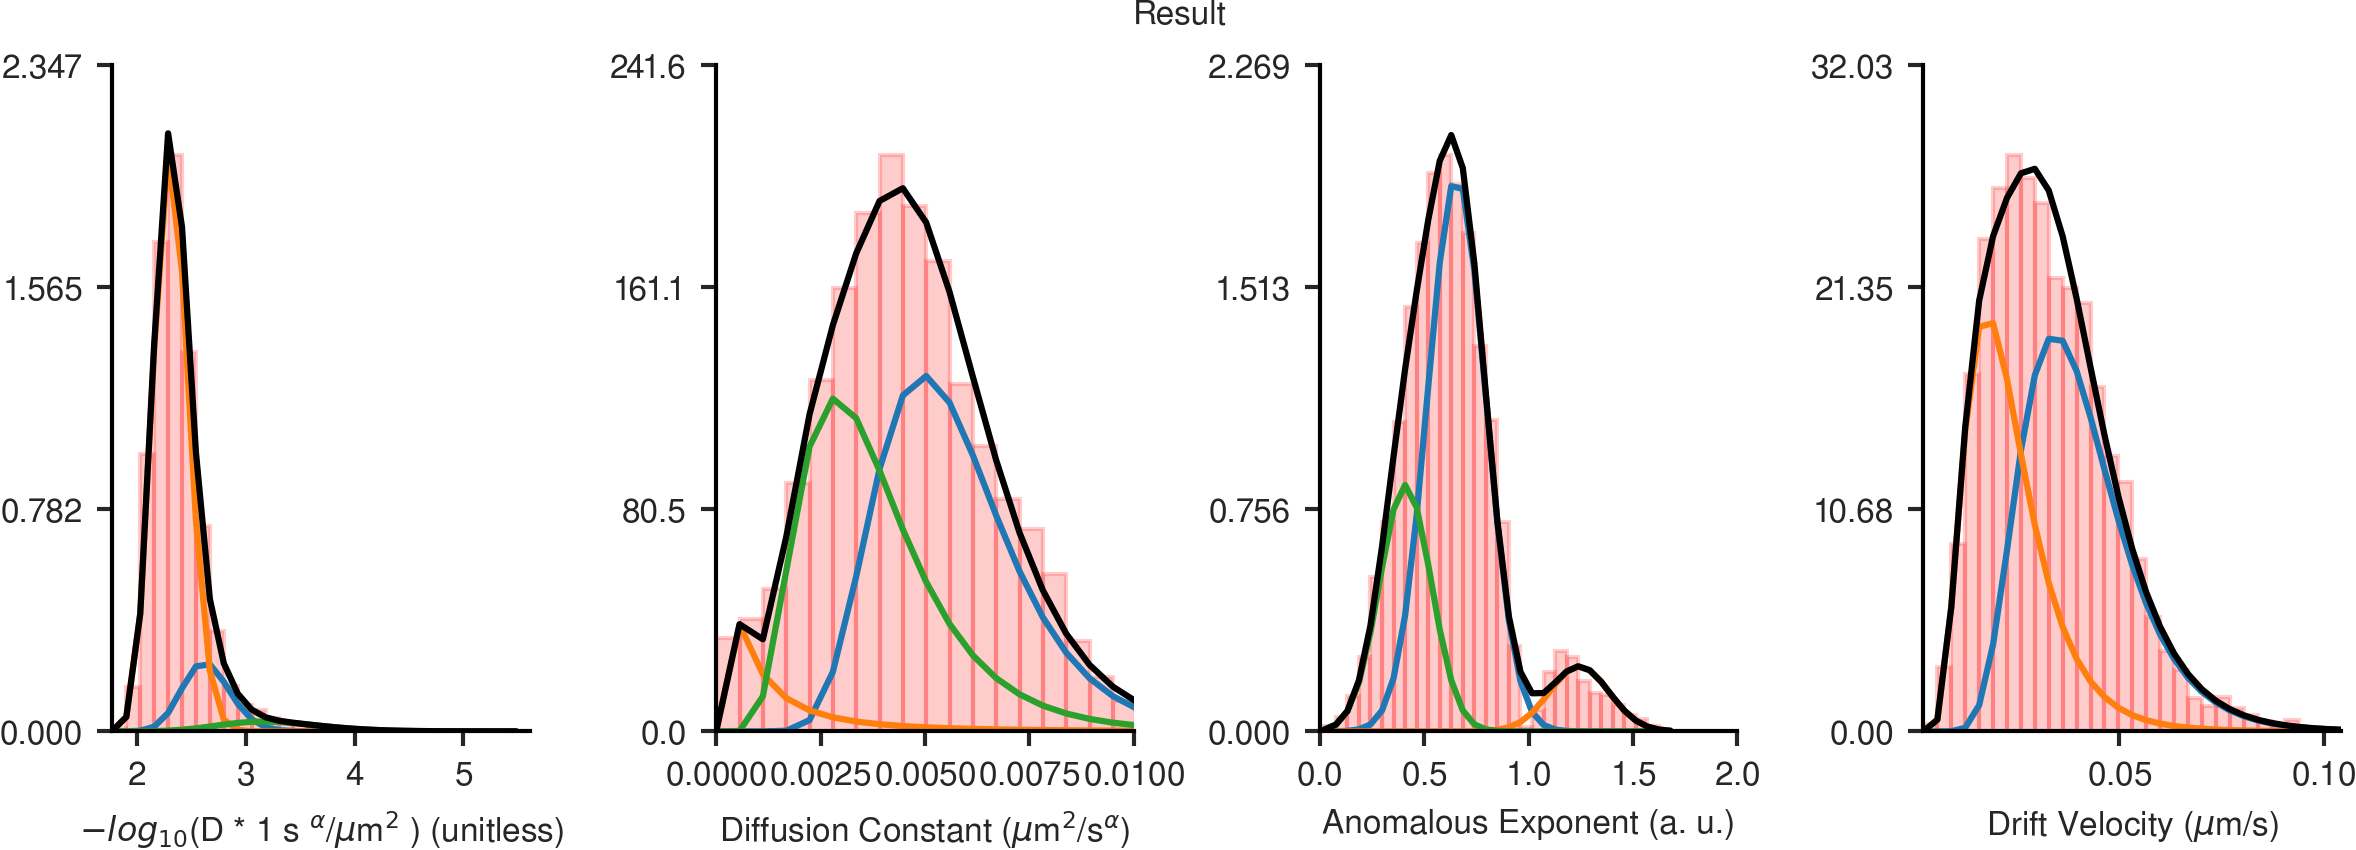 Result
2.347
1.565
0.782
0.000
2 3 4 5
−log10(D * 1 s α/μm2 ) (unitless)
241.6
161.1
80.5
0.0
0.0000 0.0025 0.0050 0.0075 0.0100
Diffusion Constant (μm2/sα)
2.269
1.513
0.756
0.000
0.0 0.5 1.0 1.5 2.0
Anomalous Exponent (a. u.)
32.03
21.35
10.68
0.00
0.05 0.10
Drift Velocity (μm/s)